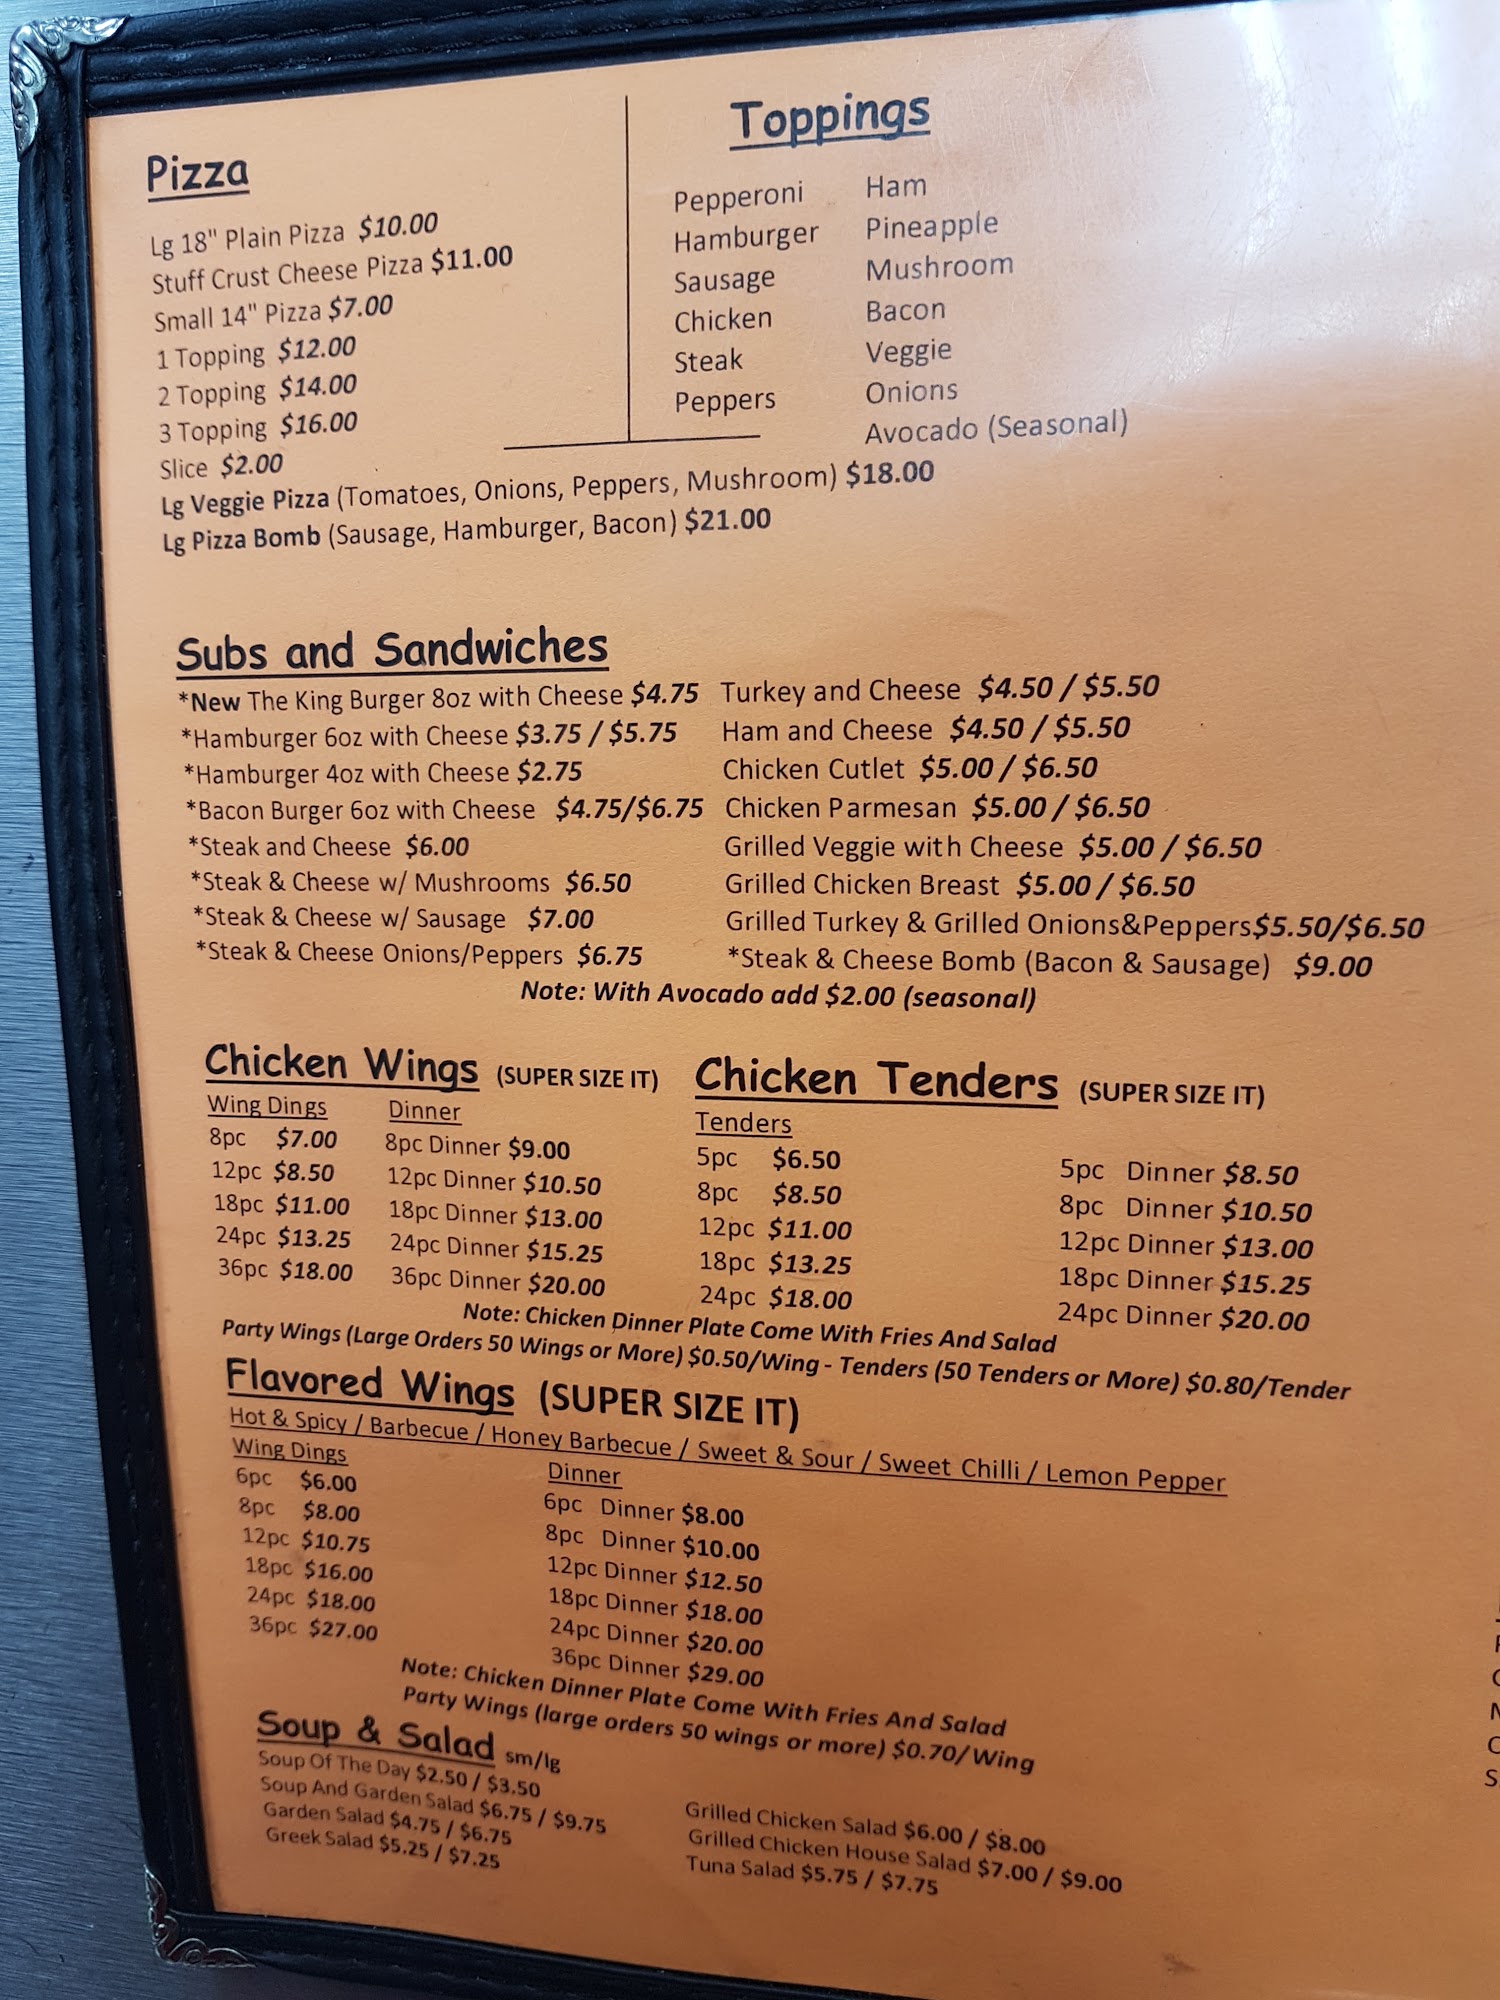 Pizza
Lg 18" Plain Pizza $10.00
Stuff Crust Cheese Pizza $11.00
Small 14" Pizza $7.00
1 Topping $12.00
2 Topping $14.00
3 Topping $16.00
Slice $2.00
Toppings
Pepperoni Ham
Hamburger Pineapple
Sausage Mushroom
Chicken Bacon
Steak Veggie
Peppers Onions
Avocado (Seasonal)
Lg Veggie Pizza (Tomatoes, Onions, Peppers, Mushroom) $18.00
Lg Pizza Bomb (Sausage, Hamburger, Bacon) $21.00
Subs and Sandwiches
*New The King Burger 8oz with Cheese $4.75
*Hamburger 6oz with Cheese $3.75 / $5.75
*Hamburger 4oz with Cheese $2.75
*Bacon Burger 6oz with Cheese $4.75/$6.75
*Steak and Cheese $6.00
*Steak & Cheese w/ Mushrooms $6.50
*Steak & Cheese w/ Sausage $7.00
*Steak & Cheese Onions/Peppers $6.75
Turkey and Cheese $4.50 / $5.50
Ham and Cheese $4.50 / $5.50
Chicken Cutlet $5.00 / $6.50
Chicken Parmesan $5.00 / $6.50
Grilled Veggie with Cheese $5.00 / $6.50
Grilled Chicken Breast $5.00 / $6.50
Grilled Turkey & Grilled Onions&Peppers$5.50/$6.50
*Steak & Cheese Bomb (Bacon & Sausage) $9.00
Note: With Avocado add $2.00 (seasonal)
Chicken Wings (SUPER SIZE IT)
Wing Dings Dinner
8pc $7.00 8pc Dinner $9.00
12pc $8.50 12pc Dinner $10.50
18pc $11.00 18pc Dinner $13.00
24pc $13.25 24pc Dinner $15.25
36pc $18.00 36pc Dinner $20.00
Chicken Tenders (SUPER SIZE IT)
Tenders
5pc $6.50 5pc Dinner $8.50
8pc $8.50 8pc Dinner $10.50
12pc $11.00 12pc Dinner $13.00
18pc $13.25 18pc Dinner $15.25
24pc $18.00 24pc Dinner $20.00
Note: Chicken Dinner Plate Come With Fries And Salad
Party Wings (Large Orders 50 Wings or More) $0.50/Wing - Tenders (50 Tenders or More) $0.80/Tender
Flavored Wings (SUPER SIZE IT)
Hot & Spicy / Barbecue / Honey Barbecue / Sweet & Sour / Sweet Chilli / Lemon Pepper
Wing Dings Dinner
6pc $6.00 6pc Dinner $8.00
8pc $8.00 8pc Dinner $10.00
12pc $10.75 12pc Dinner $12.50
18pc $16.00 18pc Dinner $18.00
24pc $18.00 24pc Dinner $20.00
36pc $27.00 36pc Dinner $29.00
Note: Chicken Dinner Plate Come With Fries And Salad
Party Wings (large orders 50 wings or more) $0.70/Wing
Soup & Salad sm/lg
Soup Of The Day $2.50 / $3.50
Soup And Garden Salad $6.75 / $9.75
Garden Salad $4.75 / $6.75
Greek Salad $5.25 / $7.25
Grilled Chicken Salad $6.00 / $8.00
Grilled Chicken House Salad $7.00 / $9.00
Tuna Salad $5.75 / $7.75